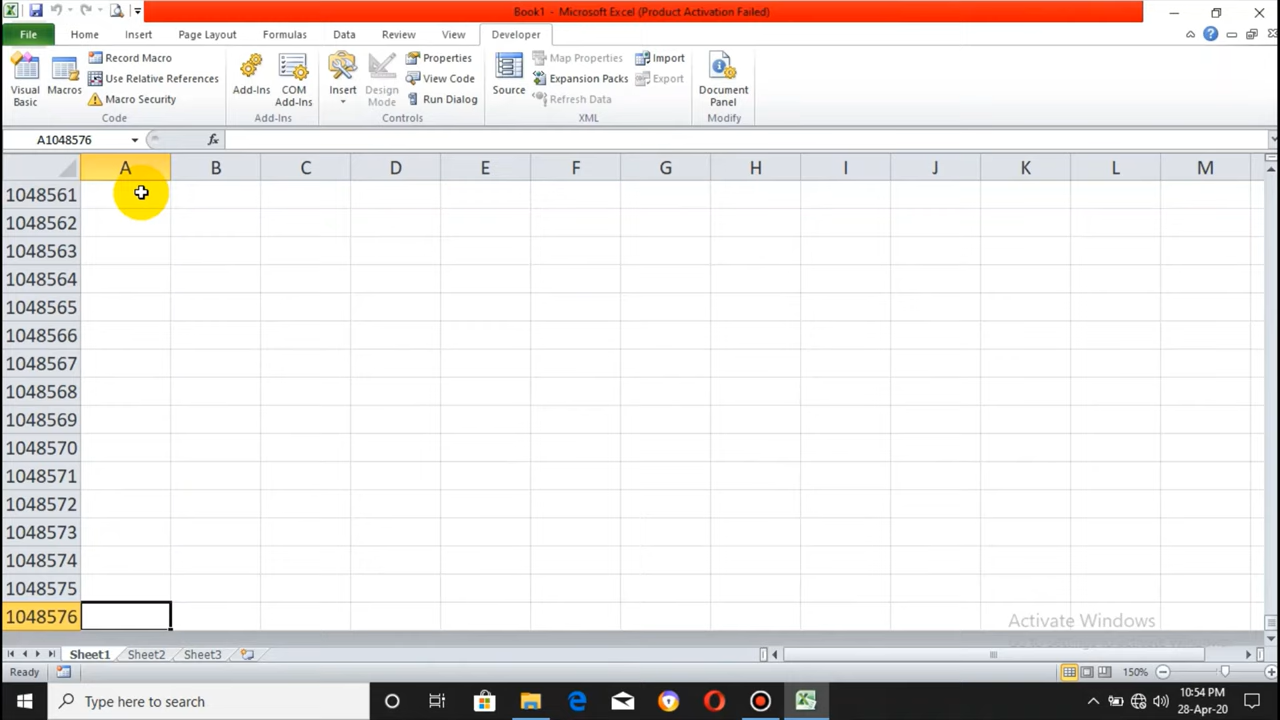 Book1 - Microsoft Excel (Product Activation Failed)
File Home Insert Page Layout Formulas Data Review View Developer
Visual Basic
Macros
Record Macro
Use Relative References
Macro Security
Code
Add-Ins
COM Add-Ins
Add-Ins
Insert
Design Mode
Properties
View Code
Run Dialog
Controls
Source
Map Properties
Expansion Packs
Refresh Data
Import
Export
XML
Document Panel
Modify
A1048576 fx
A B C D E F G H I J K L M
1048561
1048562
1048563
1048564
1048565
1048566
1048567
1048568
1048569
1048570
1048571
1048572
1048573
1048574
1048575
1048576
Activate Windows
Sheet1 Sheet2 Sheet3
Ready 150%
Type here to search
10:54 PM
28-Apr-20